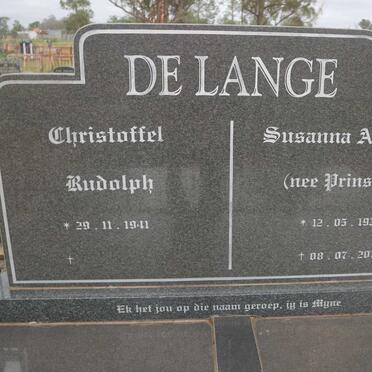 DE LANGE
Christoffel
Rudolph
* 29 . 11 . 1941
†
Susanna A
(nee Prins
* 12 . 05 . 19
† 08 . 07 . 20
Ek het jou op die naam geroep, jy is Myne